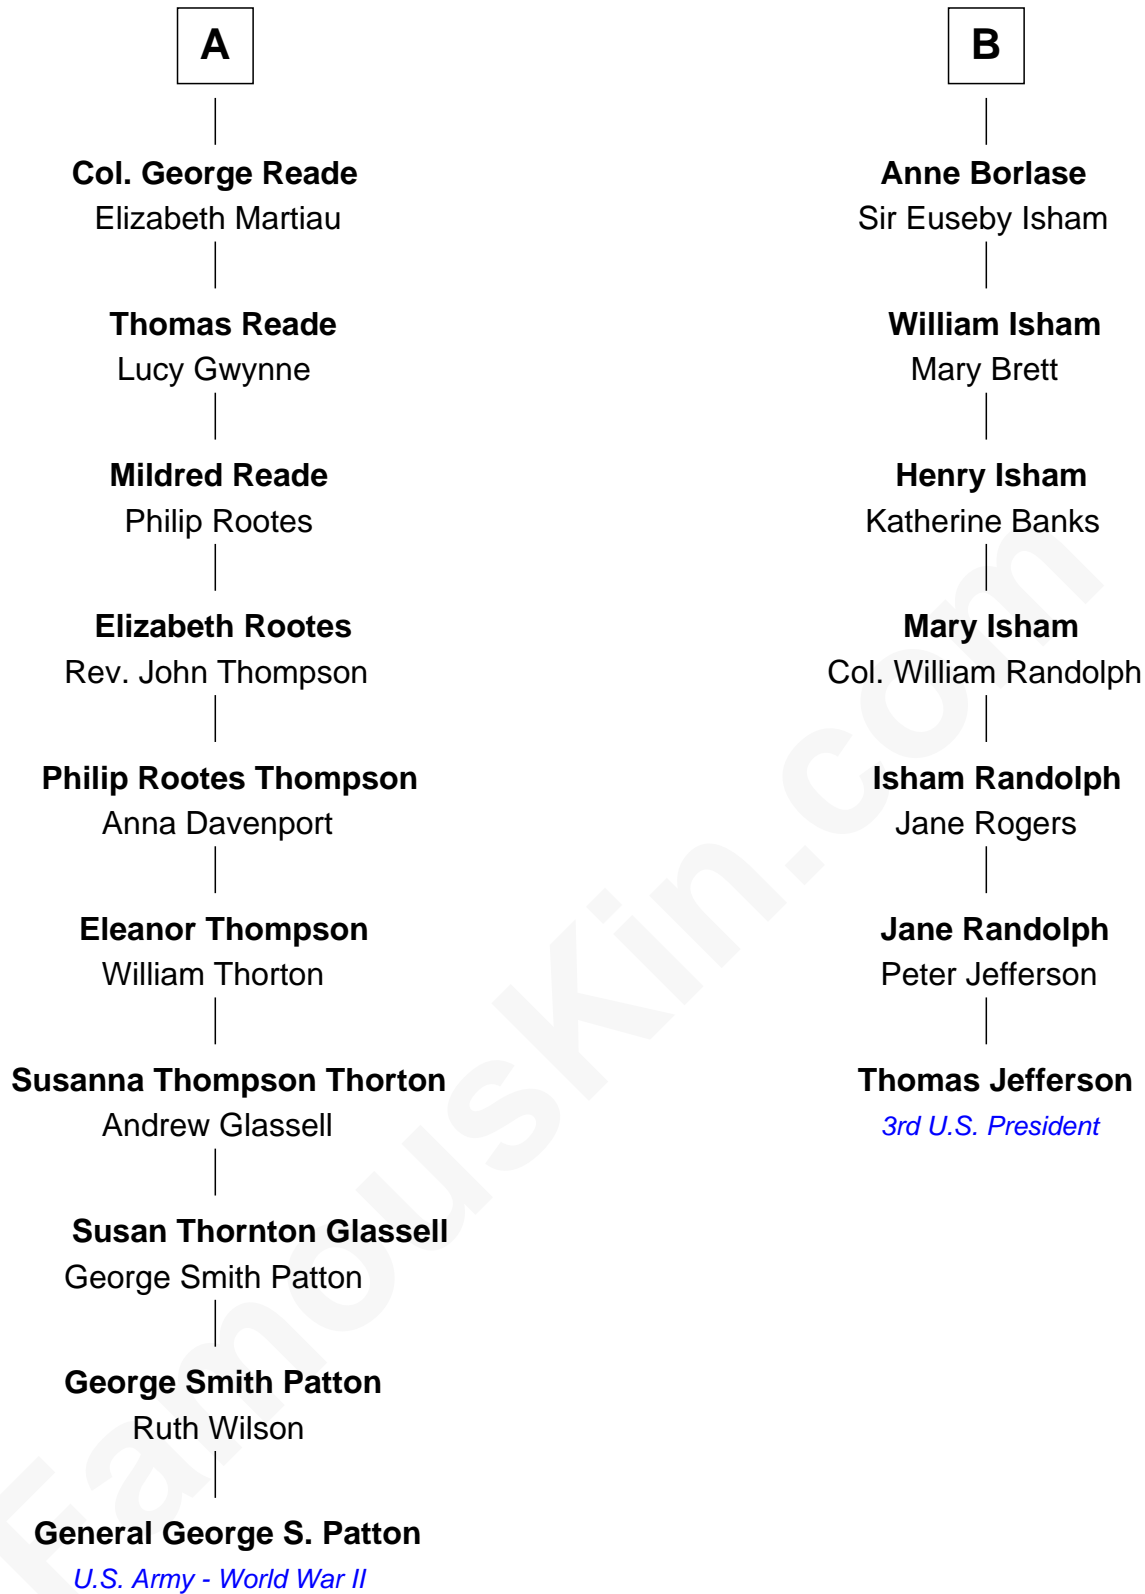 A
Col. George Reade
Elizabeth Martiau
Thomas Reade
Lucy Gwynne
Mildred Reade
Philip Rootes
Elizabeth Rootes
Rev. John Thompson
Philip Rootes Thompson
Anna Davenport
Eleanor Thompson
William Thorton
Susanna Thompson Thorton
Andrew Glassell
Susan Thornton Glassell
George Smith Patton
George Smith Patton
Ruth Wilson
General George S. Patton
U.S. Army - World War II
B
Anne Borlase
Sir Euseby Isham
William Isham
Mary Brett
Henry Isham
Katherine Banks
Mary Isham
Col. William Randolph
Isham Randolph
Jane Rogers
Jane Randolph
Peter Jefferson
Thomas Jefferson
3rd U.S. President
FamousKin.com